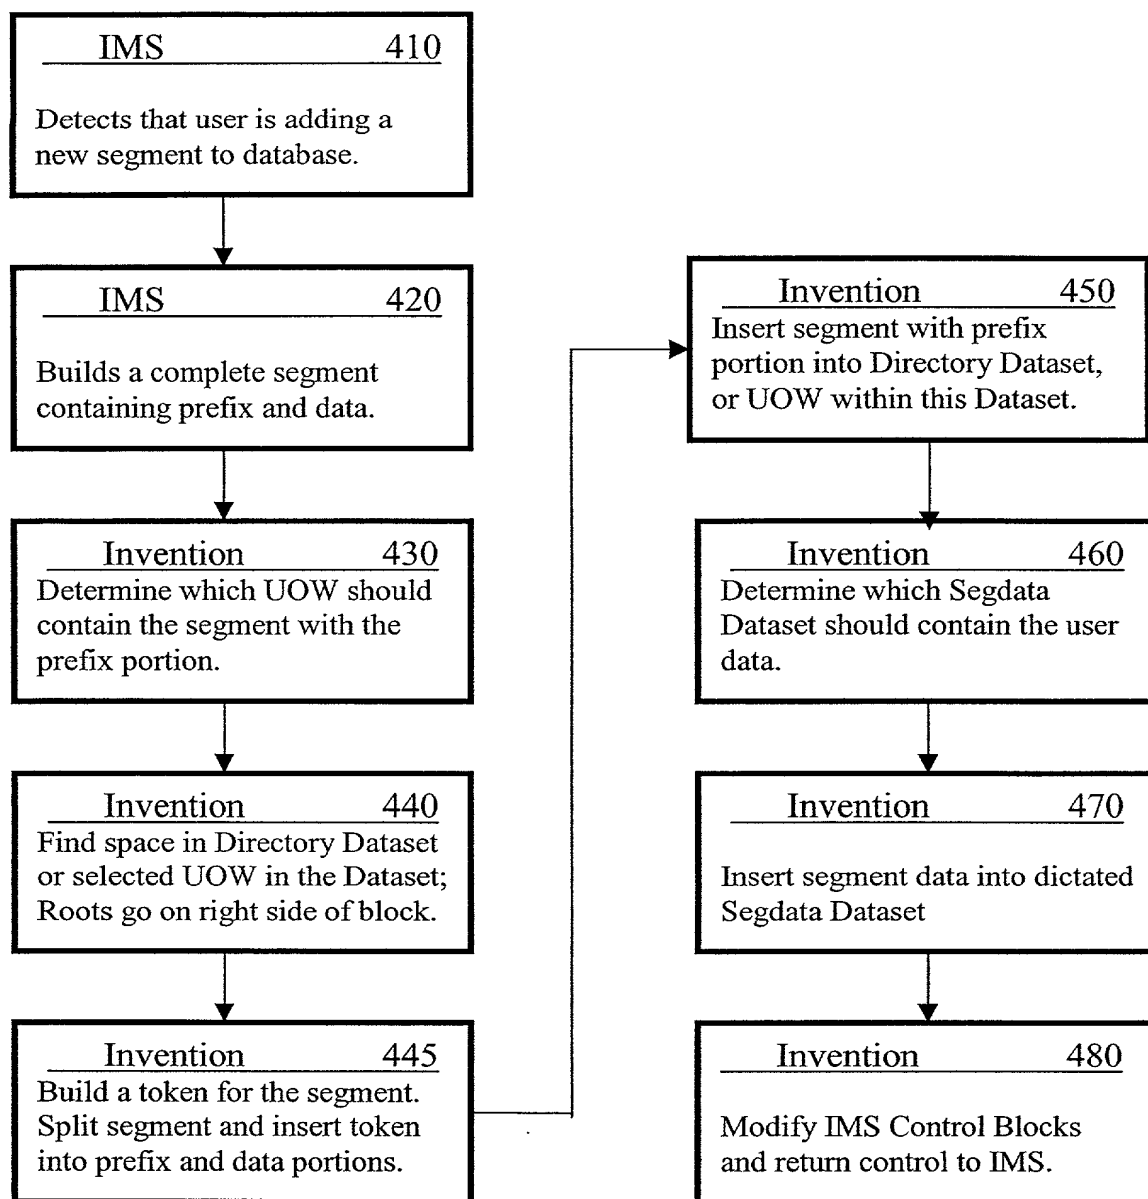 IMS 410
Detects that user is adding a
new segment to database.
IMS 420
Builds a complete segment
containing prefix and data.
Invention 430
Determine which UOW should
contain the segment with the
prefix portion.
Invention 440
Find space in Directory Dataset
or selected UOW in the Dataset;
Roots go on right side of block.
Invention 445
Build a token for the segment.
Split segment and insert token
into prefix and data portions.
Invention 450
Insert segment with prefix
portion into Directory Dataset,
or UOW within this Dataset.
Invention 460
Determine which Segdata
Dataset should contain the user
data.
Invention 470
Insert segment data into dictated
Segdata Dataset
Invention 480
Modify IMS Control Blocks
and return control to IMS.